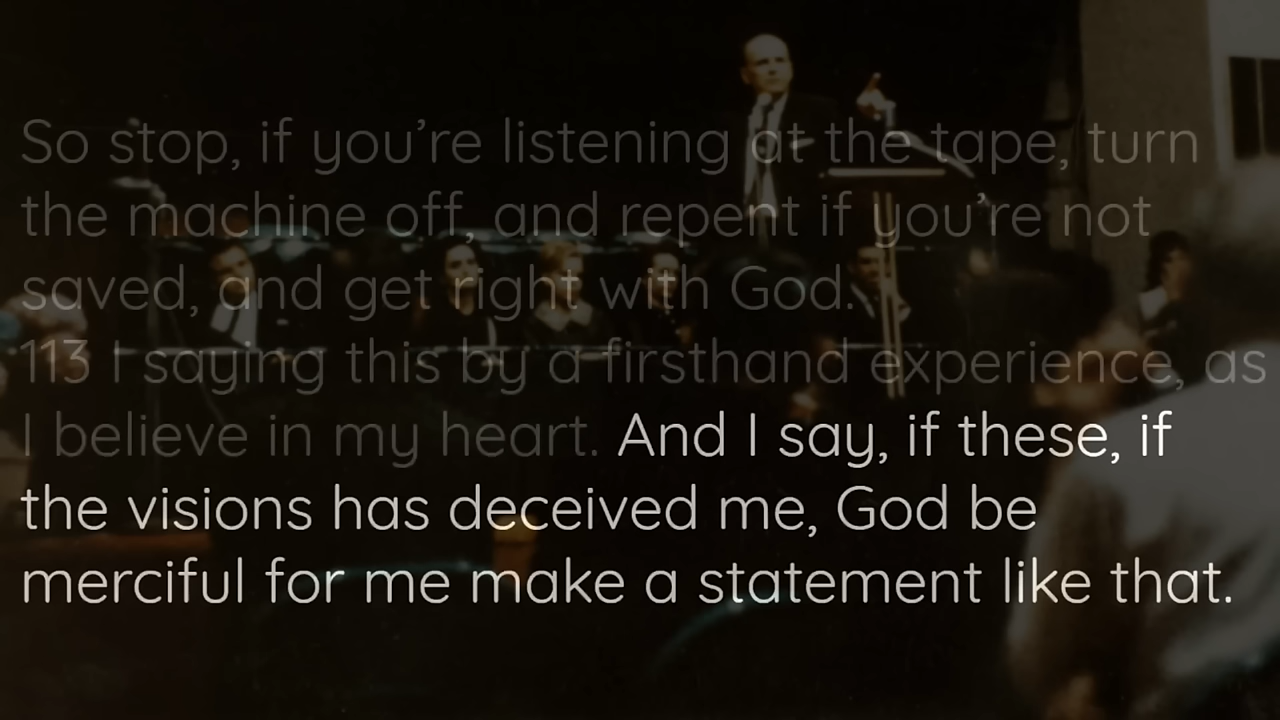 So stop, if you’re listening at the tape, turn
the machine off, and repent if you’re not
saved, and get right with God.
113 I saying this by a firsthand experience, as
I believe in my heart. And I say, if these, if
the visions has deceived me, God be
merciful for me make a statement like that.